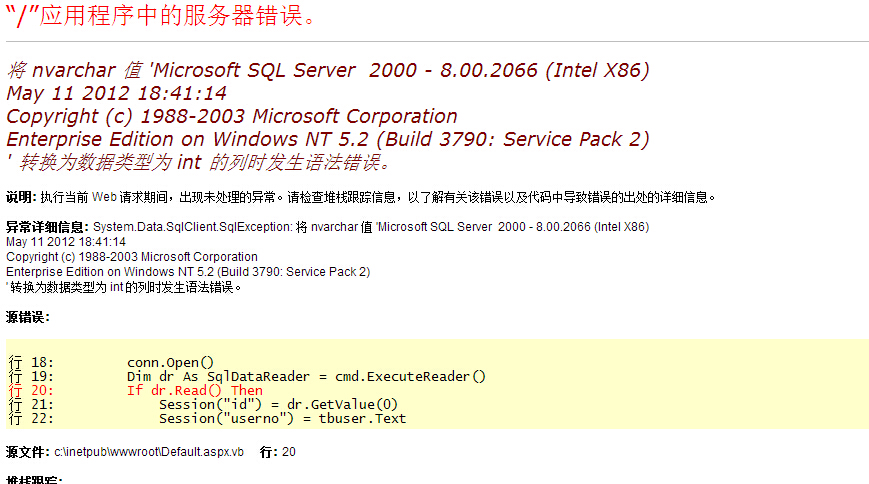 “/”应用程序中的服务器错误。
将 nvarchar 值 'Microsoft SQL Server  2000 - 8.00.2066 (Intel X86)
May 11 2012 18:41:14
Copyright (c) 1988-2003 Microsoft Corporation
Enterprise Edition on Windows NT 5.2 (Build 3790: Service Pack 2)
' 转换为数据类型为 int 的列时发生语法错误。
说明: 执行当前 Web 请求期间，出现未处理的异常。请检查堆栈跟踪信息，以了解有关该错误以及代码中导致错误的出处的详细信息。
异常详细信息: System.Data.SqlClient.SqlException: 将 nvarchar 值 'Microsoft SQL Server  2000 - 8.00.2066 (Intel X86)
May 11 2012 18:41:14
Copyright (c) 1988-2003 Microsoft Corporation
Enterprise Edition on Windows NT 5.2 (Build 3790: Service Pack 2)
' 转换为数据类型为 int 的列时发生语法错误。
源错误:
行 18:         conn.Open()
行 19:         Dim dr As SqlDataReader = cmd.ExecuteReader()
行 20:         If dr.Read() Then
行 21:             Session("id") = dr.GetValue(0)
行 22:             Session("userno") = tbuser.Text
源文件: c:\inetpub\wwwroot\Default.aspx.vb    行: 20
堆栈跟踪: